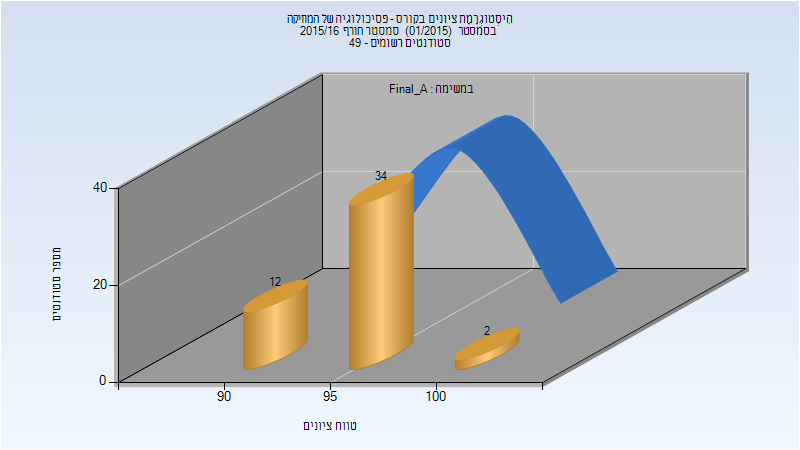 היסטוגרמת ציונים בקורס - פסיכולוגיה של המוזיקה
בסמסטר (01/2015) סמסטר חורף 2015/16
סטודנטים רשומים - 49
במשימה : Final_A
34
40
12
20
2
0
90
95
100
מספר סטודנטים
טווח ציונים